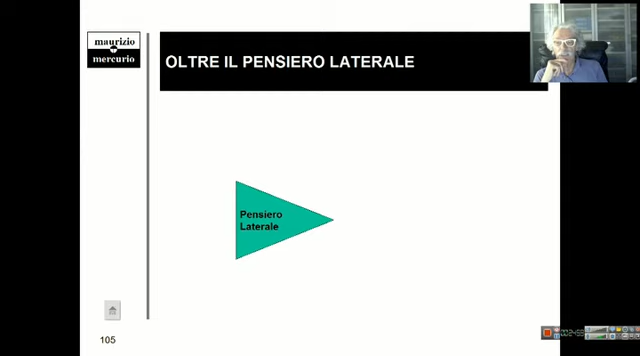 maurizio
mercurio
OLTRE IL PENSIERO LATERALE
Pensiero
Laterale
105